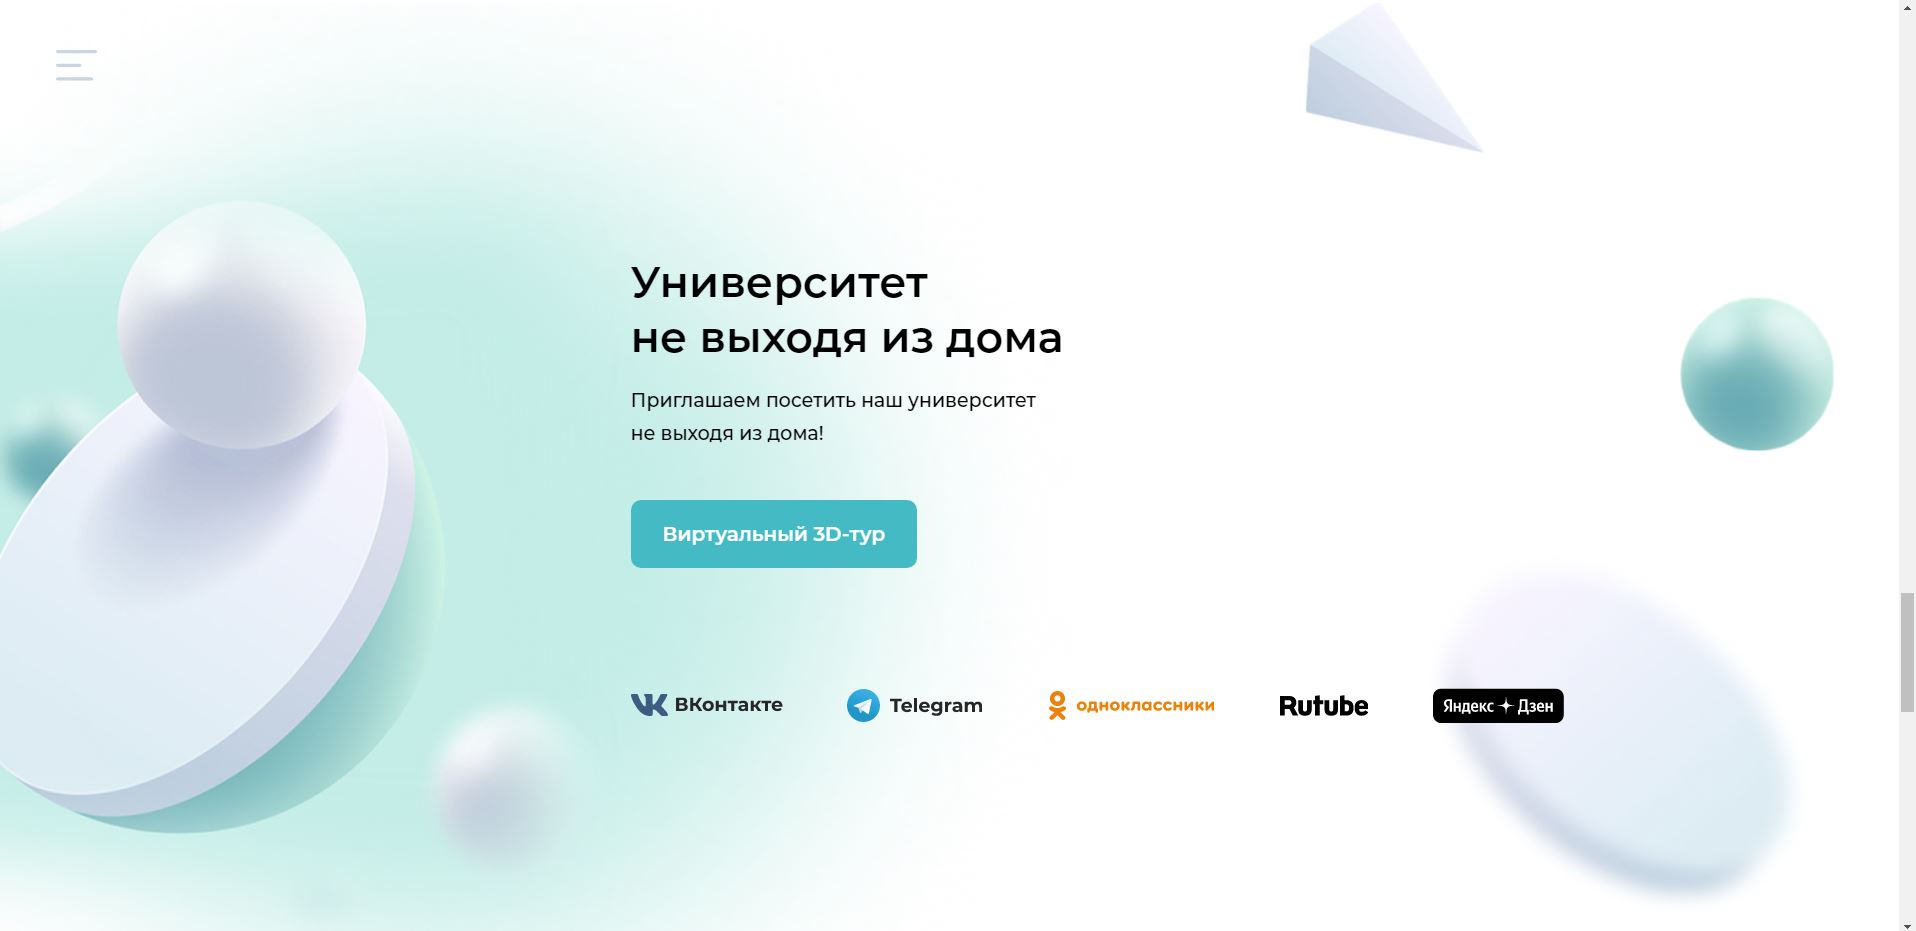 Университет
не выходя из дома
Приглашаем посетить наш университет
не выходя из дома!
Виртуальный 3D-тур
ВКонтакте
Telegram
одноклассники
Rutube
Яндекс Дзен